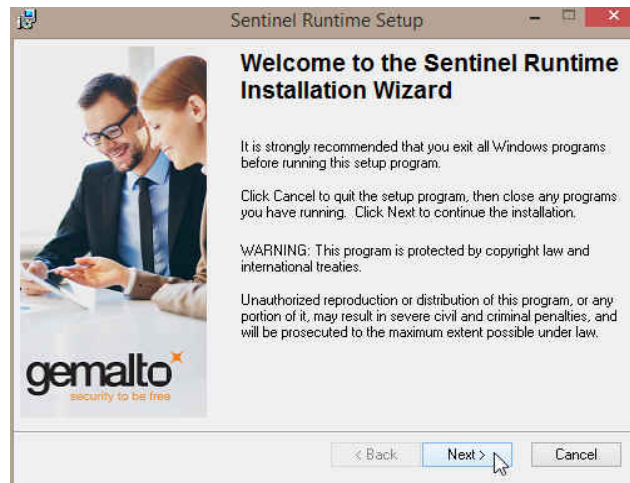 Sentinel Runtime Setup
Welcome to the Sentinel Runtime
Installation Wizard
It is strongly recommended that you exit all Windows programs
before running this setup program.
Click Cancel to quit the setup program, then close any programs
you have running. Click Next to continue the installation.
WARNING: This program is protected by copyright law and
international treaties.
Unauthorized reproduction or distribution of this program, or any
portion of it, may result in severe civil and criminal penalties, and
will be prosecuted to the maximum extent possible under law.
gemalto
security to be free
< Back
Next >
Cancel